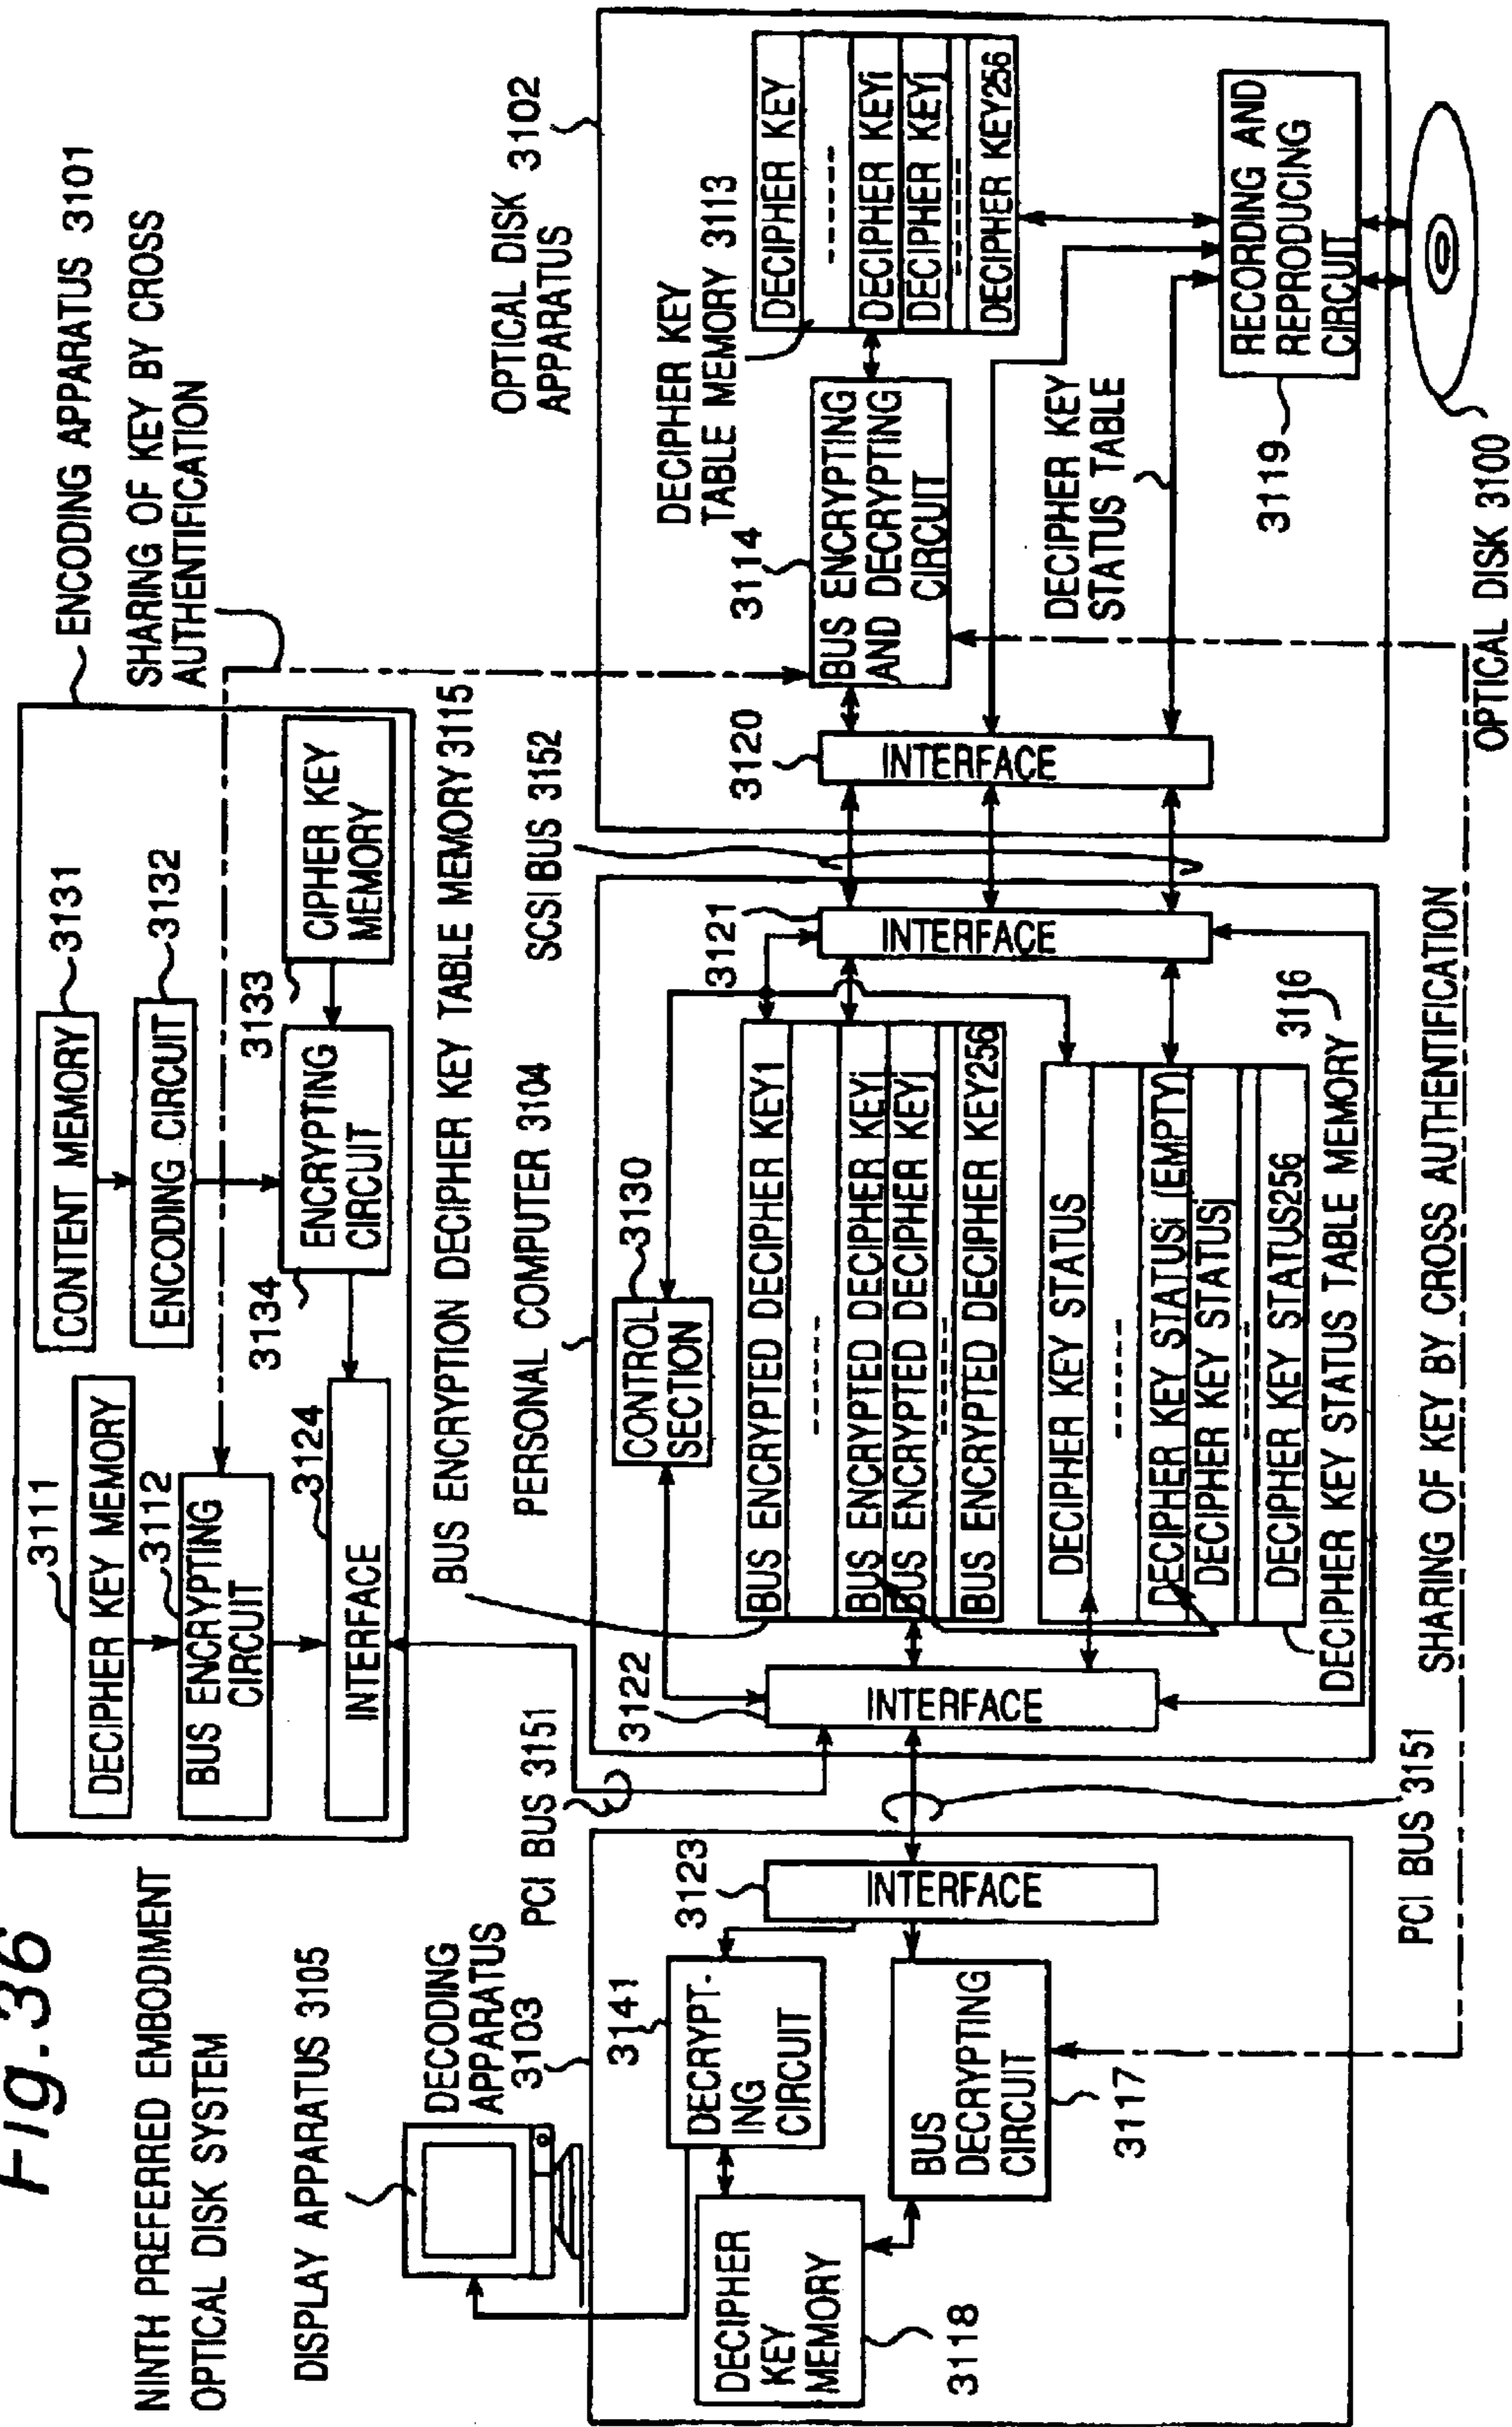 Fig. 36
NINTH PREFERRED EMBODIMENT
OPTICAL DISK SYSTEM
DISPLAY APPARATUS 3105
DECODING
APPARATUS
3103
3141
DECRYPT-
ING
CIRCUIT
DECIPHER
KEY
MEMORY
3118
BUS
DECRYPTING
CIRCUIT
3117
3123
INTERFACE
PCI BUS 3151
PCI BUS 3151
ENCODING APPARATUS 3101
3111
DECIPHER KEY MEMORY
3112
BUS ENCRYPTING
CIRCUIT
3124
INTERFACE
CONTENT MEMORY
3131
ENCODING CIRCUIT
3132
3133
CIPHER KEY
MEMORY
3134
ENCRYPTING
CIRCUIT
SHARING OF KEY BY CROSS
AUTHENTIFICATION
BUS ENCRYPTION DECIPHER KEY TABLE MEMORY 3115
PERSONAL COMPUTER 3104
3130
CONTROL
SECTION
3122
INTERFACE
BUS ENCRYPTED DECIPHER KEY1
-----
BUS ENCRYPTED DECIPHER KEYi
BUS ENCRYPTED DECIPHER KEYj
-----
BUS ENCRYPTED DECIPHER KEY256
DECIPHER KEY STATUS
-----
DECIPHER KEY STATUSi (EMPTY)
DECIPHER KEY STATUSj
-----
DECIPHER KEY STATUS256
DECIPHER KEY STATUS TABLE MEMORY
3116
3121
INTERFACE
SCSI BUS 3152
OPTICAL DISK 3102
APPARATUS
3120
INTERFACE
3114
BUS ENCRYPTING
AND DECRYPTING
CIRCUIT
DECIPHER KEY
TABLE MEMORY 3113
DECIPHER KEY
-----
DECIPHER KEYi
DECIPHER KEYj
-----
DECIPHER KEY256
DECIPHER KEY
STATUS TABLE
3119
RECORDING AND
REPRODUCING
CIRCUIT
OPTICAL DISK 3100
SHARING OF KEY BY CROSS AUTHENTIFICATION